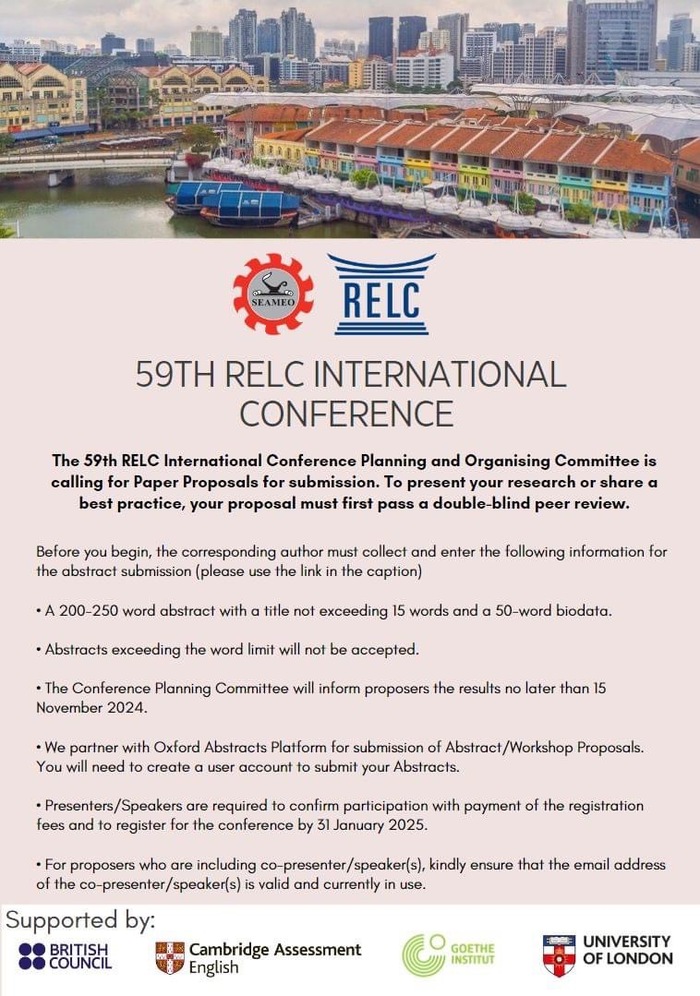 SEAMEO
RELC
59TH RELC INTERNATIONAL
CONFERENCE
The 59th RELC International Conference Planning and Organising Committee is
calling for Paper Proposals for submission. To present your research or share a
best practice, your proposal must first pass a double-blind peer review.
Before you begin, the corresponding author must collect and enter the following information for
the abstract submission (please use the link in the caption)
• A 200-250 word abstract with a title not exceeding 15 words and a 50-word biodata.
• Abstracts exceeding the word limit will not be accepted.
• The Conference Planning Committee will inform proposers the results no later than 15
November 2024.
• We partner with Oxford Abstracts Platform for submission of Abstract/Workshop Proposals.
You will need to create a user account to submit your Abstracts.
• Presenters/Speakers are required to confirm participation with payment of the registration
fees and to register for the conference by 31 January 2025.
• For proposers who are including co-presenter/speaker(s), kindly ensure that the email address
of the co-presenter/speaker(s) is valid and currently in use.
Supported by:
BRITISH
COUNCIL
Cambridge Assessment
English
GOETHE
INSTITUT
UNIVERSITY
OF LONDON